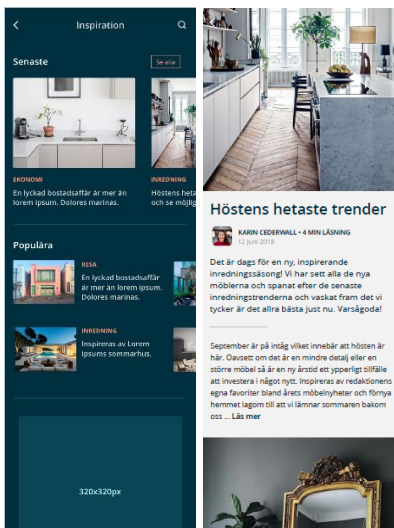 Inspiration
Senaste
Se alla
EKONOMI
En lyckad bostadsaffär är mer än
lorem ipsum. Dolores marinas.
INREDNING
Höstens heta
och se möjlig
Populära
RESA
En lyckad bostadsaffär
är mer än lorem ipsum.
Dolores marinas.
INREDNING
Inspireras av Lorem
Ipsums sommarhus.
320x320px
Höstens hetaste trender
KARIN CEDERWALL • 4 MIN LÄSNING
12 juni 2018
Det är dags för en ny, inspirerande
inredningssäsong! Vi har sett alla de nya
möblerna och spanat efter de senaste
inredningstrenderna och vaskat fram det vi
tycker är det allra bästa just nu. Varsågoda!
September är på intåg vilket innebär att hösten är
här. Oavsett om det är en mindre detalj eller en
större möbel så är en ny årstid ett ypperligt tillfälle
att investera i något nytt. Inspireras av redaktionens
egna favoriter bland årets möbelnyheter och förnya
hemmet lagom till att vi lämnar sommaren bakom
oss ... Läs mer